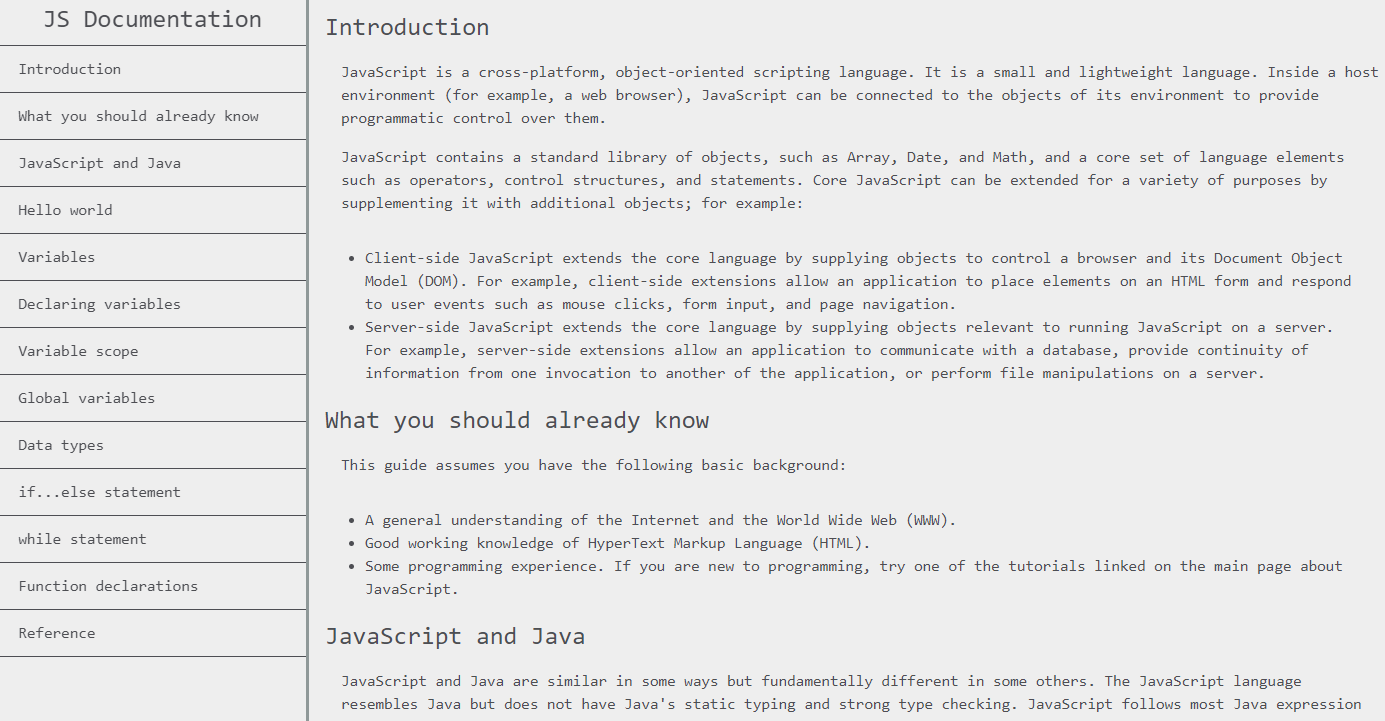 JS Documentation
Introduction
What you should already know
JavaScript and Java
Hello world
Variables
Declaring variables
Variable scope
Global variables
Data types
if...else statement
while statement
Function declarations
Reference
Introduction
JavaScript is a cross-platform, object-oriented scripting language. It is a small and lightweight language. Inside a host
environment (for example, a web browser), JavaScript can be connected to the objects of its environment to provide
programmatic control over them.
JavaScript contains a standard library of objects, such as Array, Date, and Math, and a core set of language elements
such as operators, control structures, and statements. Core JavaScript can be extended for a variety of purposes by
supplementing it with additional objects; for example:
• Client-side JavaScript extends the core language by supplying objects to control a browser and its Document Object
Model (DOM). For example, client-side extensions allow an application to place elements on an HTML form and respond
to user events such as mouse clicks, form input, and page navigation.
• Server-side JavaScript extends the core language by supplying objects relevant to running JavaScript on a server.
For example, server-side extensions allow an application to communicate with a database, provide continuity of
information from one invocation to another of the application, or perform file manipulations on a server.
What you should already know
This guide assumes you have the following basic background:
• A general understanding of the Internet and the World Wide Web (WWW).
• Good working knowledge of HyperText Markup Language (HTML).
• Some programming experience. If you are new to programming, try one of the tutorials linked on the main page about
JavaScript.
JavaScript and Java
JavaScript and Java are similar in some ways but fundamentally different in some others. The JavaScript language
resembles Java but does not have Java's static typing and strong type checking. JavaScript follows most Java expression